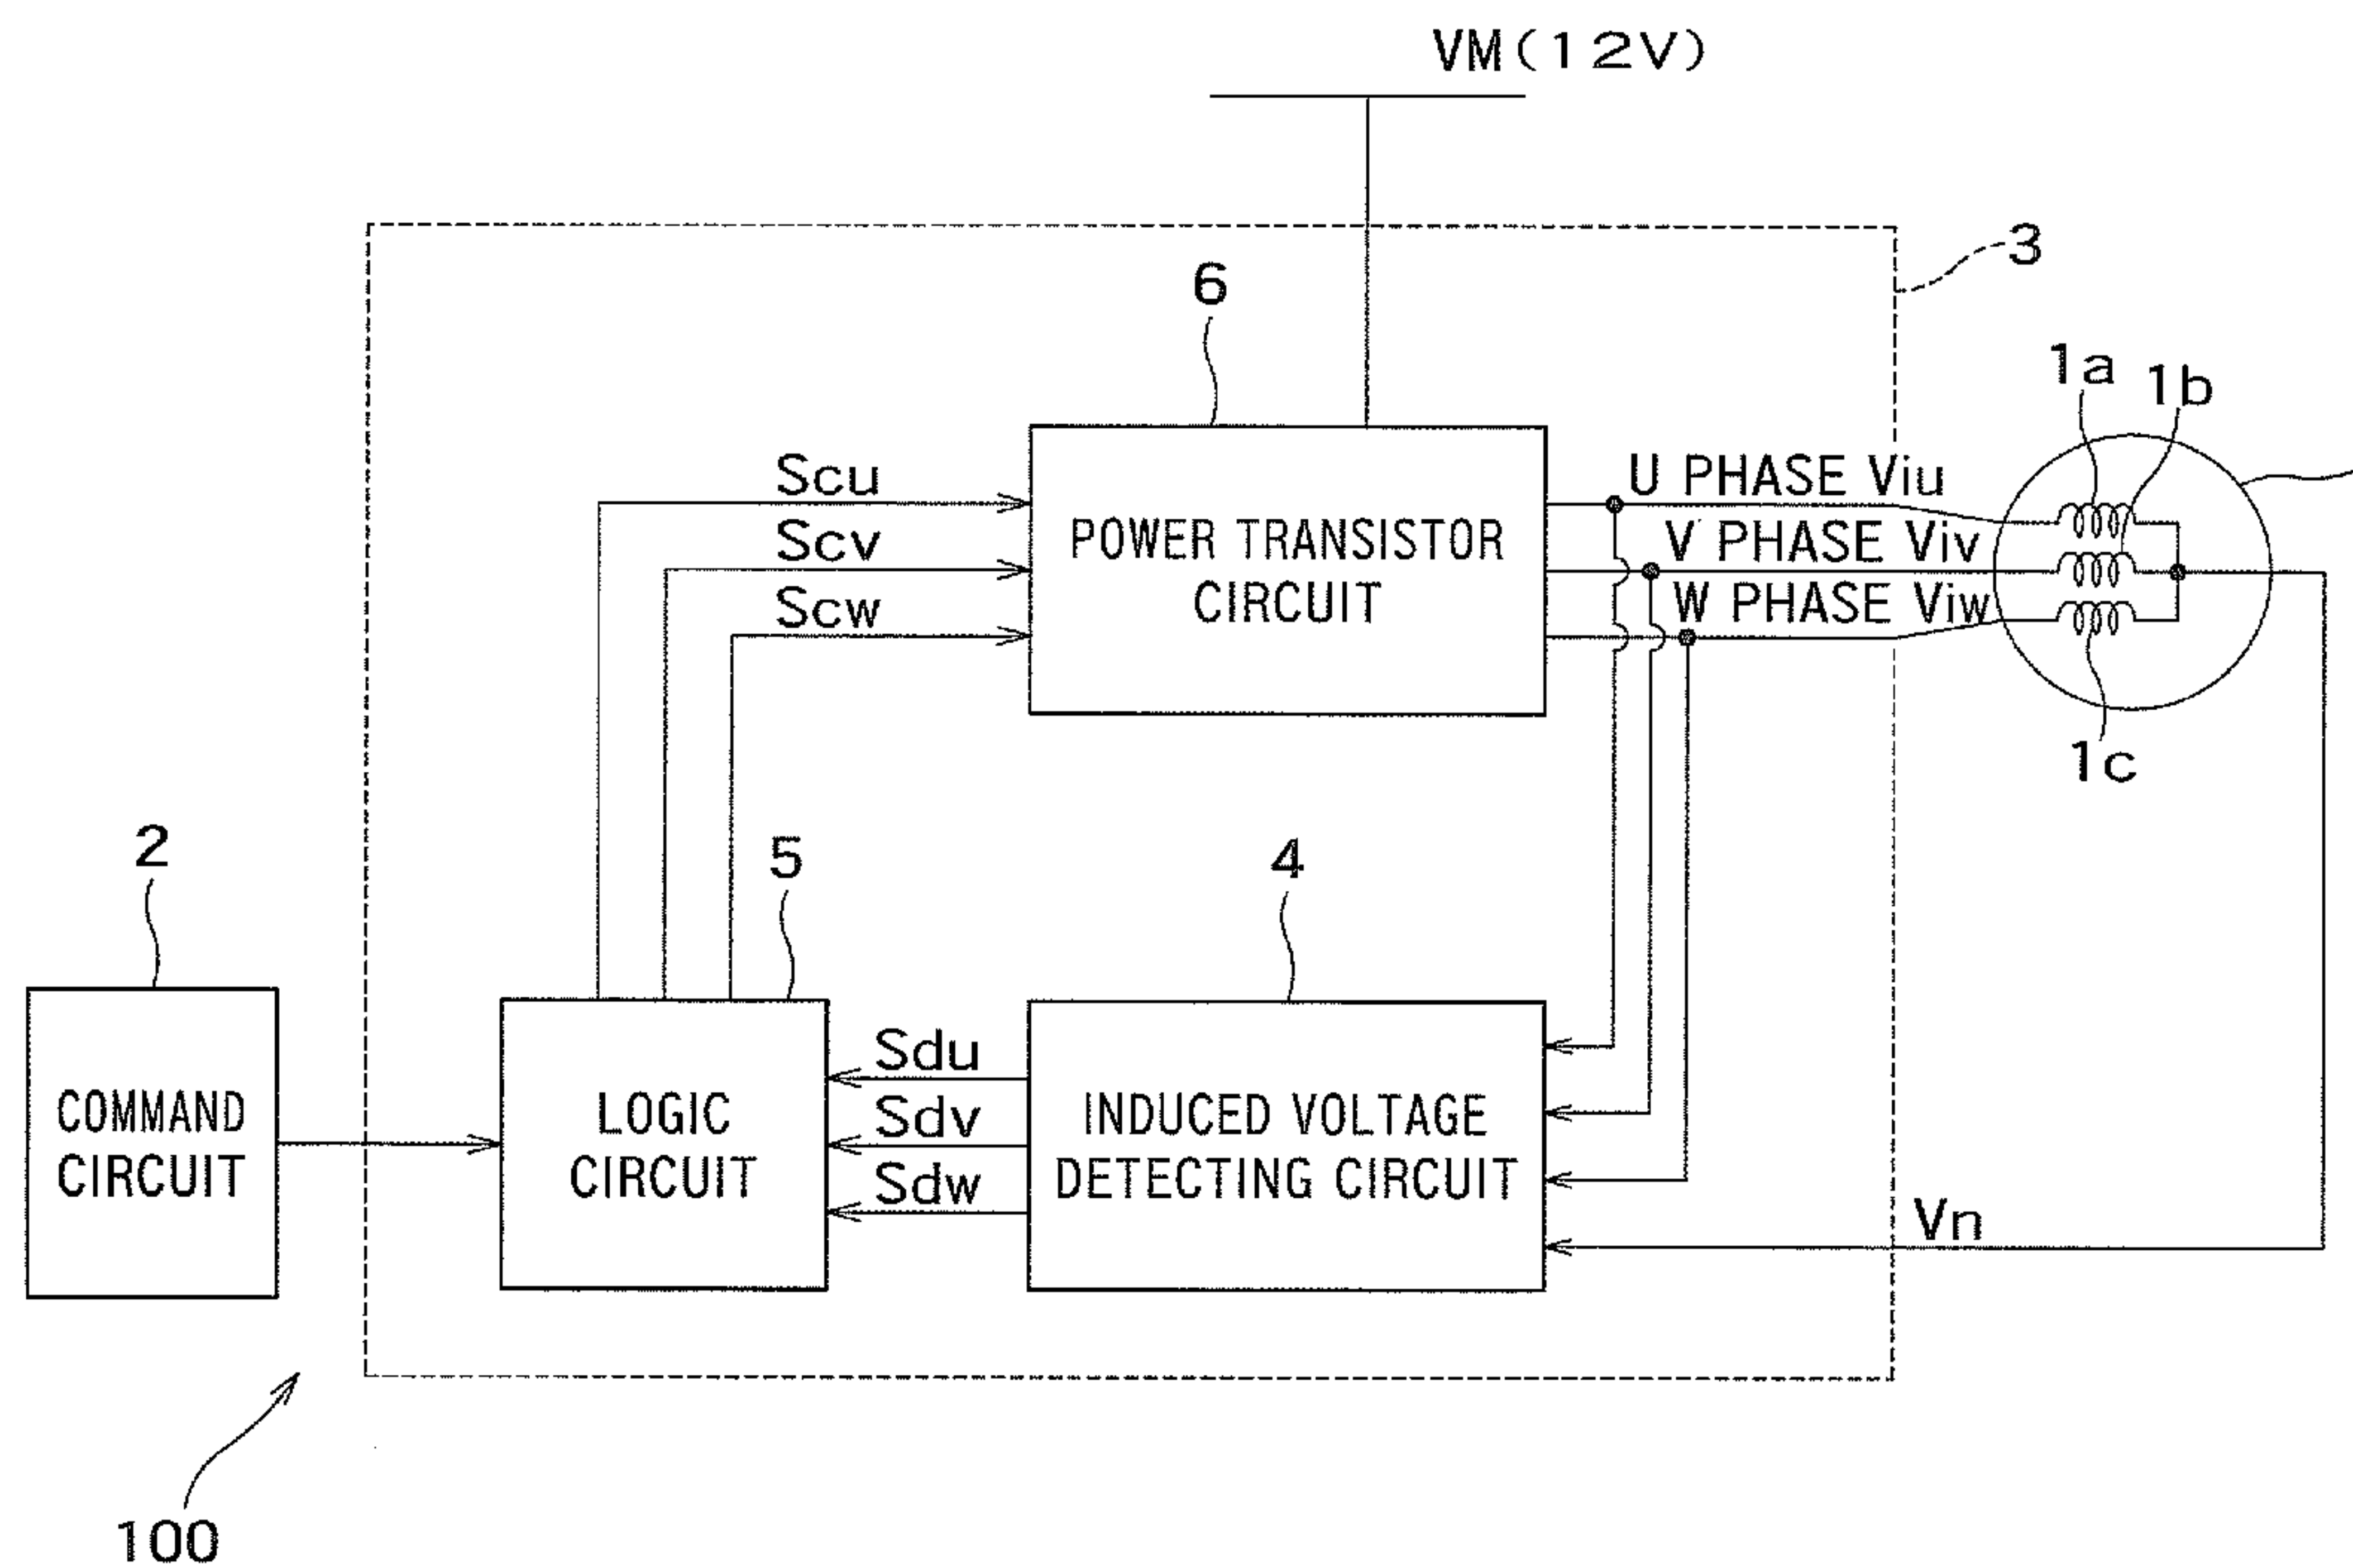 VM(12V)
3
6
1a
1b
Scu
U PHASE Viu
Scv
POWER TRANSISTOR
CIRCUIT
V PHASE Viv
Scw
W PHASE Viw
1c
2
5
4
COMMAND
CIRCUIT
LOGIC
CIRCUIT
Sdu
Sdv
Sdw
INDUCED VOLTAGE
DETECTING CIRCUIT
Vn
100